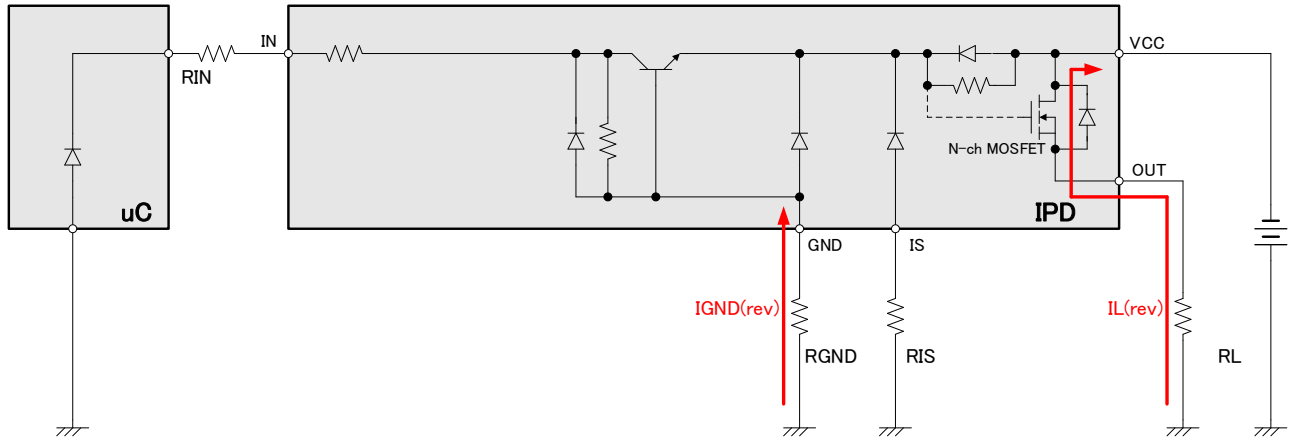 IN
VCC
RIN
N-ch MOSFET
OUT
uC
IPD
GND
IS
IGND(rev)
IL(rev)
RGND
RIS
RL